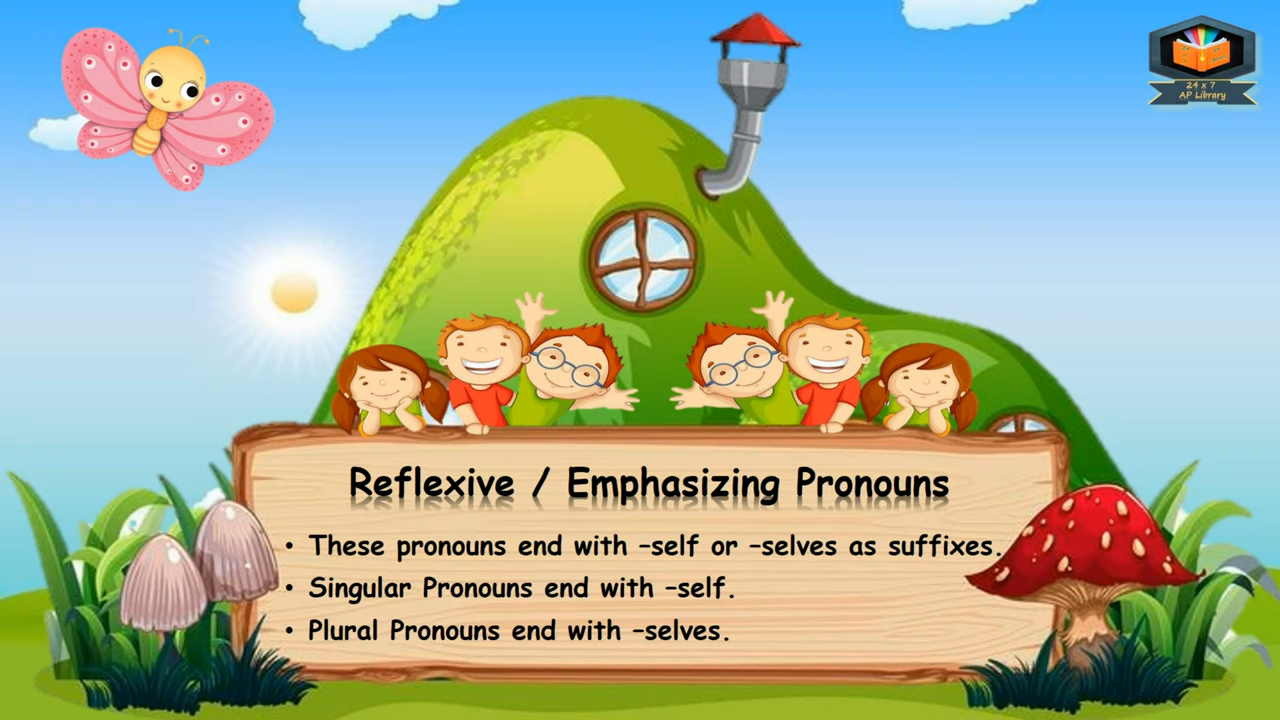 24 x 7
AP Library
Reflexive / Emphasizing Pronouns
• These pronouns end with –self or –selves as suffixes.
• Singular Pronouns end with –self.
• Plural Pronouns end with –selves.